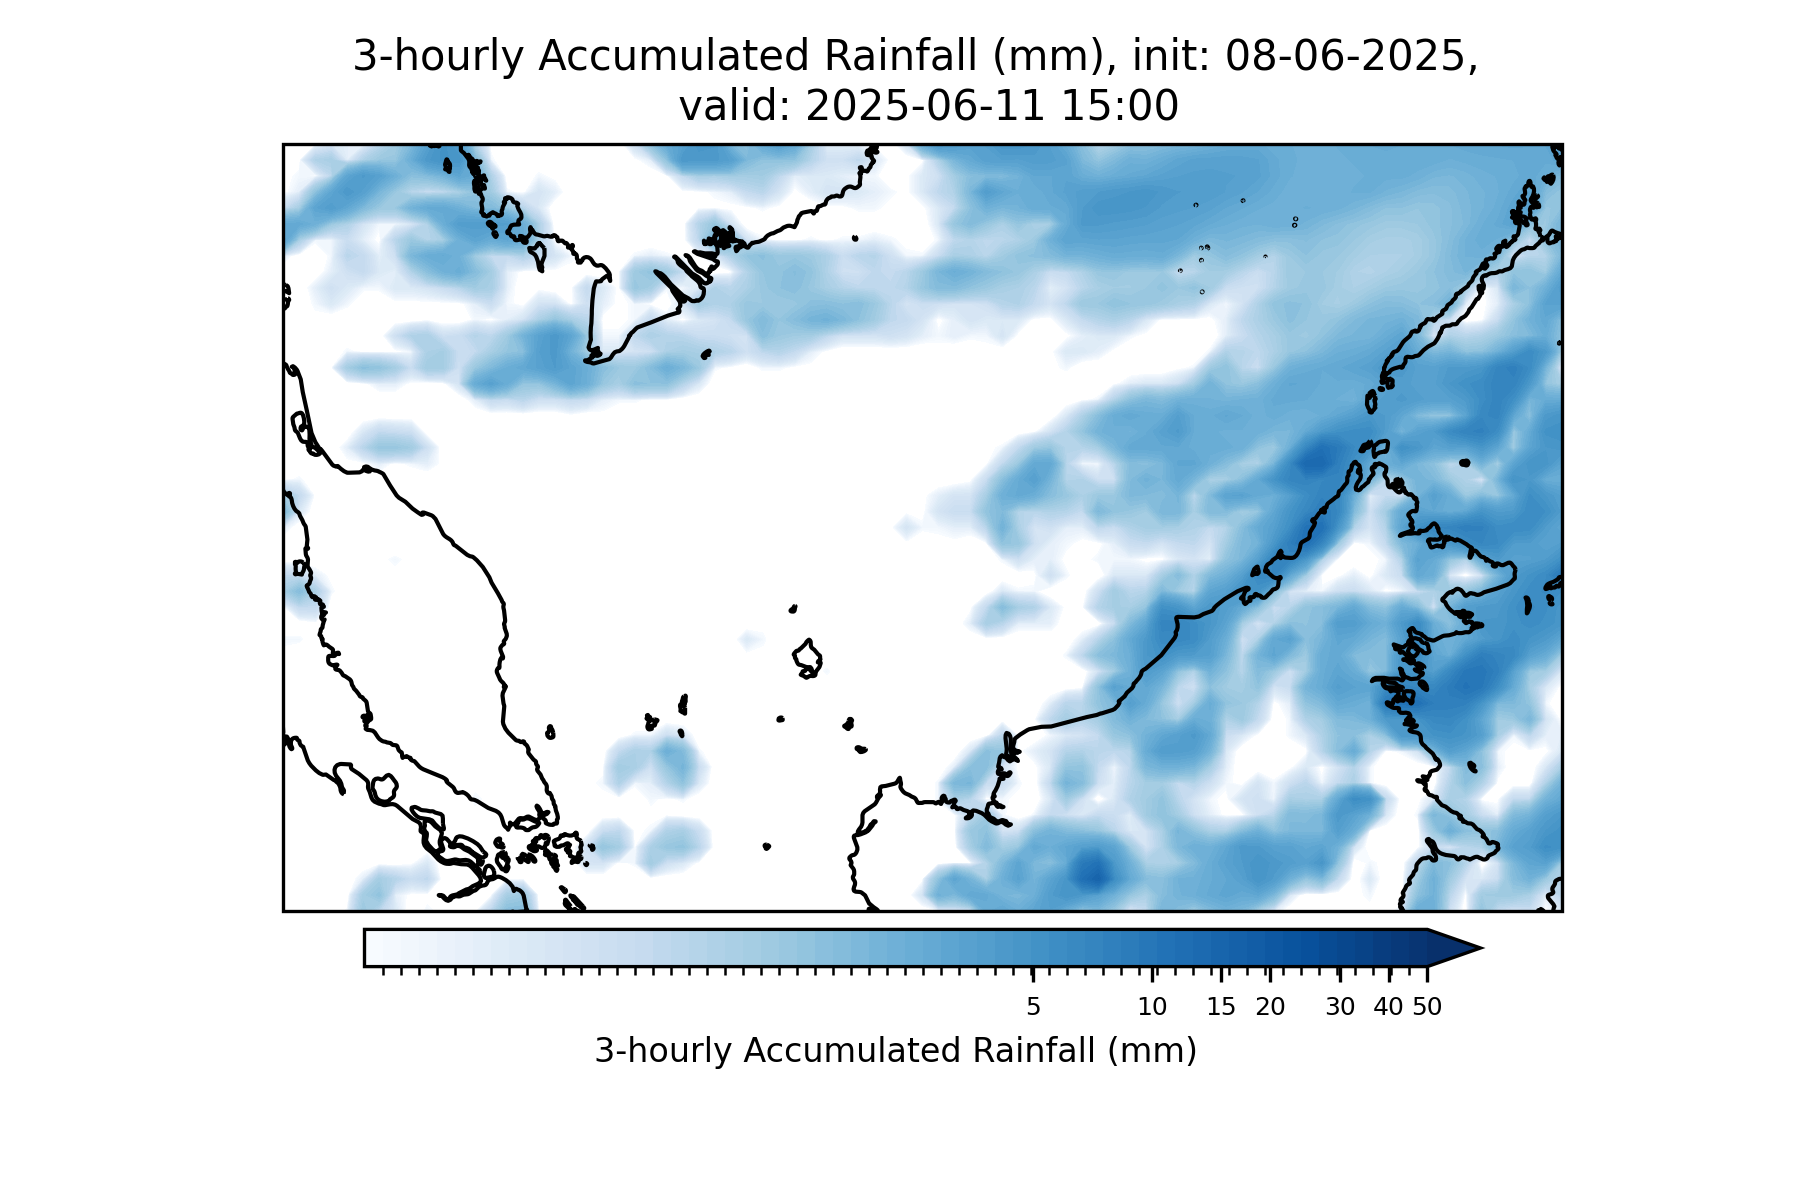 3-hourly Accumulated Rainfall (mm), init: 08-06-2025,
valid: 2025-06-11 15:00
5 10 15 20 30 40 50
3-hourly Accumulated Rainfall (mm)